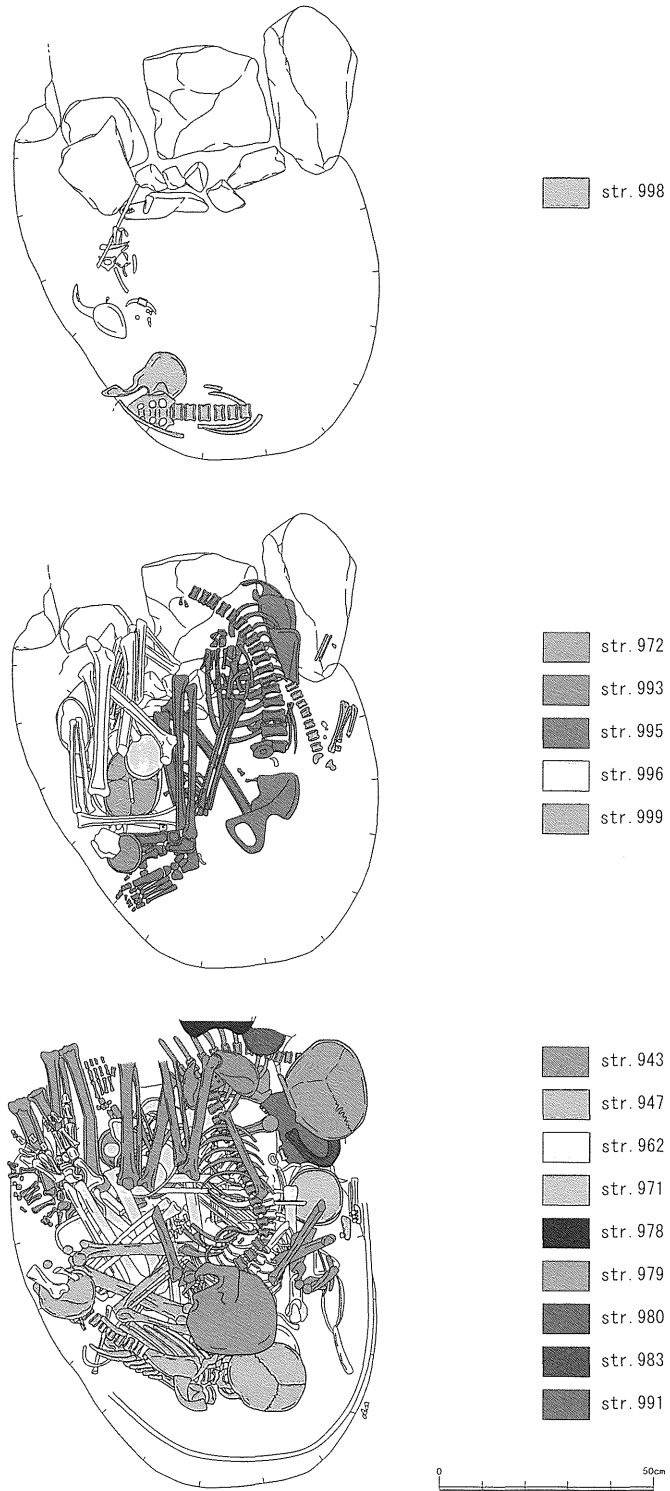 str. 998
str. 972
str. 993
str. 995
str. 996
str. 999
str. 943
str. 947
str. 962
str. 971
str. 978
str. 979
str. 980
str. 983
str. 991
0 50cm